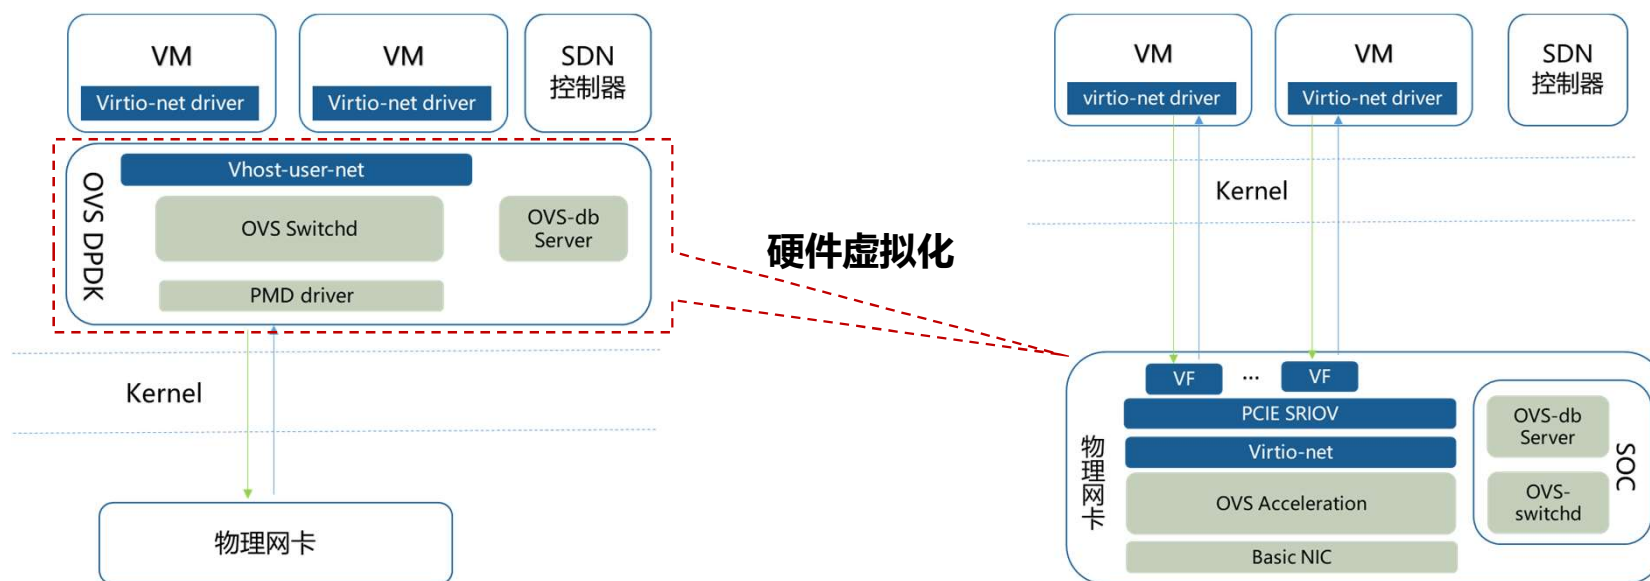 VM
Virtio-net driver
VM
Virtio-net driver
SDN
控制器
OVS DPDK
Vhost-user-net
OVS Switchd
OVS-db
Server
PMD driver
Kernel
物理网卡
硬件虚拟化
VM
virtio-net driver
VM
Virtio-net driver
SDN
控制器
Kernel
物理网卡
VF
...
VF
PCIE SRIOV
Virtio-net
OVS Acceleration
Basic NIC
OVS-db
Server
OVS-
switchd
SOC